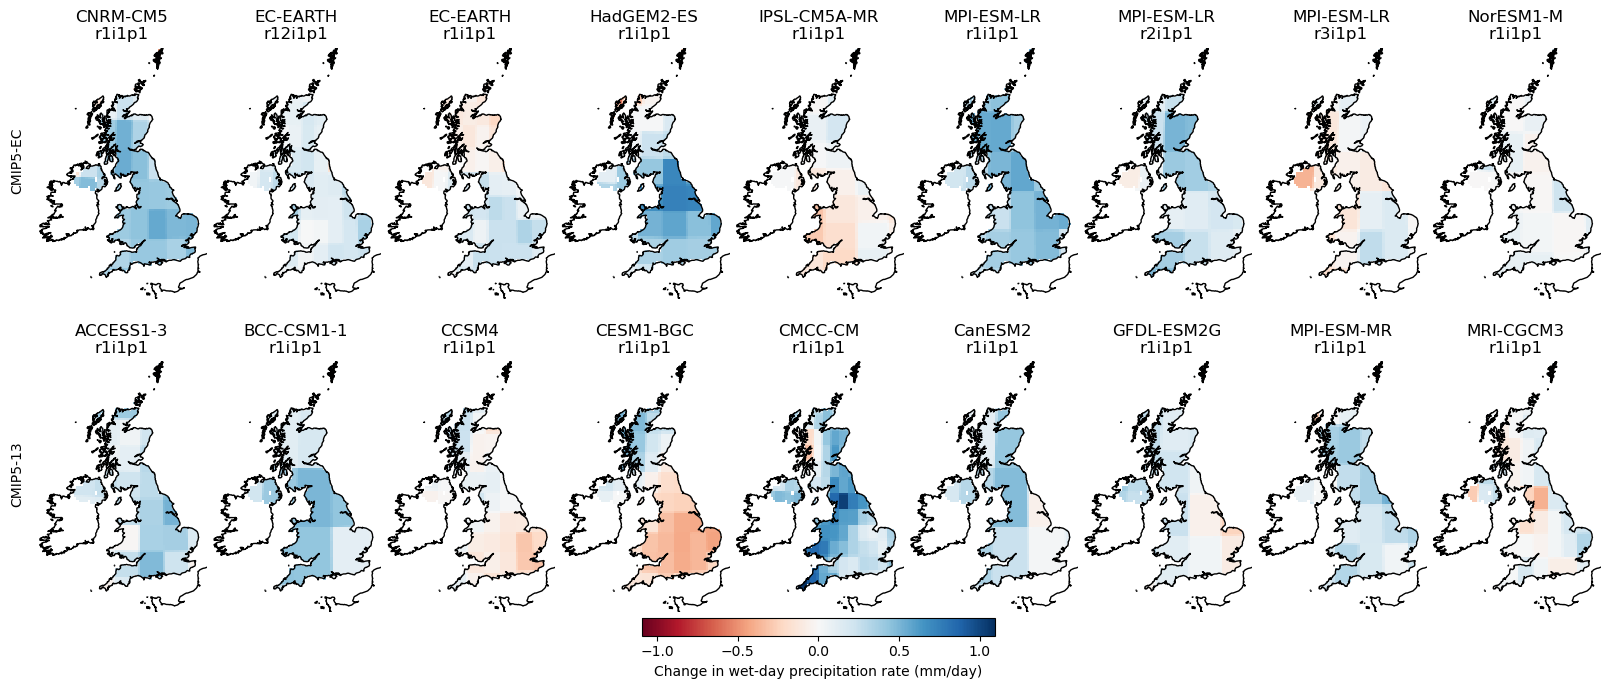 CNRM-CM5
r1i1p1
EC-EARTH
r12i1p1
EC-EARTH
r1i1p1
HadGEM2-ES
r1i1p1
IPSL-CM5A-MR
r1i1p1
MPI-ESM-LR
r1i1p1
MPI-ESM-LR
r2i1p1
MPI-ESM-LR
r3i1p1
NorESM1-M
r1i1p1
CMIP5-EC
ACCESS1-3
r1i1p1
BCC-CSM1-1
r1i1p1
CCSM4
r1i1p1
CESM1-BGC
r1i1p1
CMCC-CM
r1i1p1
CanESM2
r1i1p1
GFDL-ESM2G
r1i1p1
MPI-ESM-MR
r1i1p1
MRI-CGCM3
r1i1p1
CMIP5-13
−1.0 −0.5 0.0 0.5 1.0
Change in wet-day precipitation rate (mm/day)